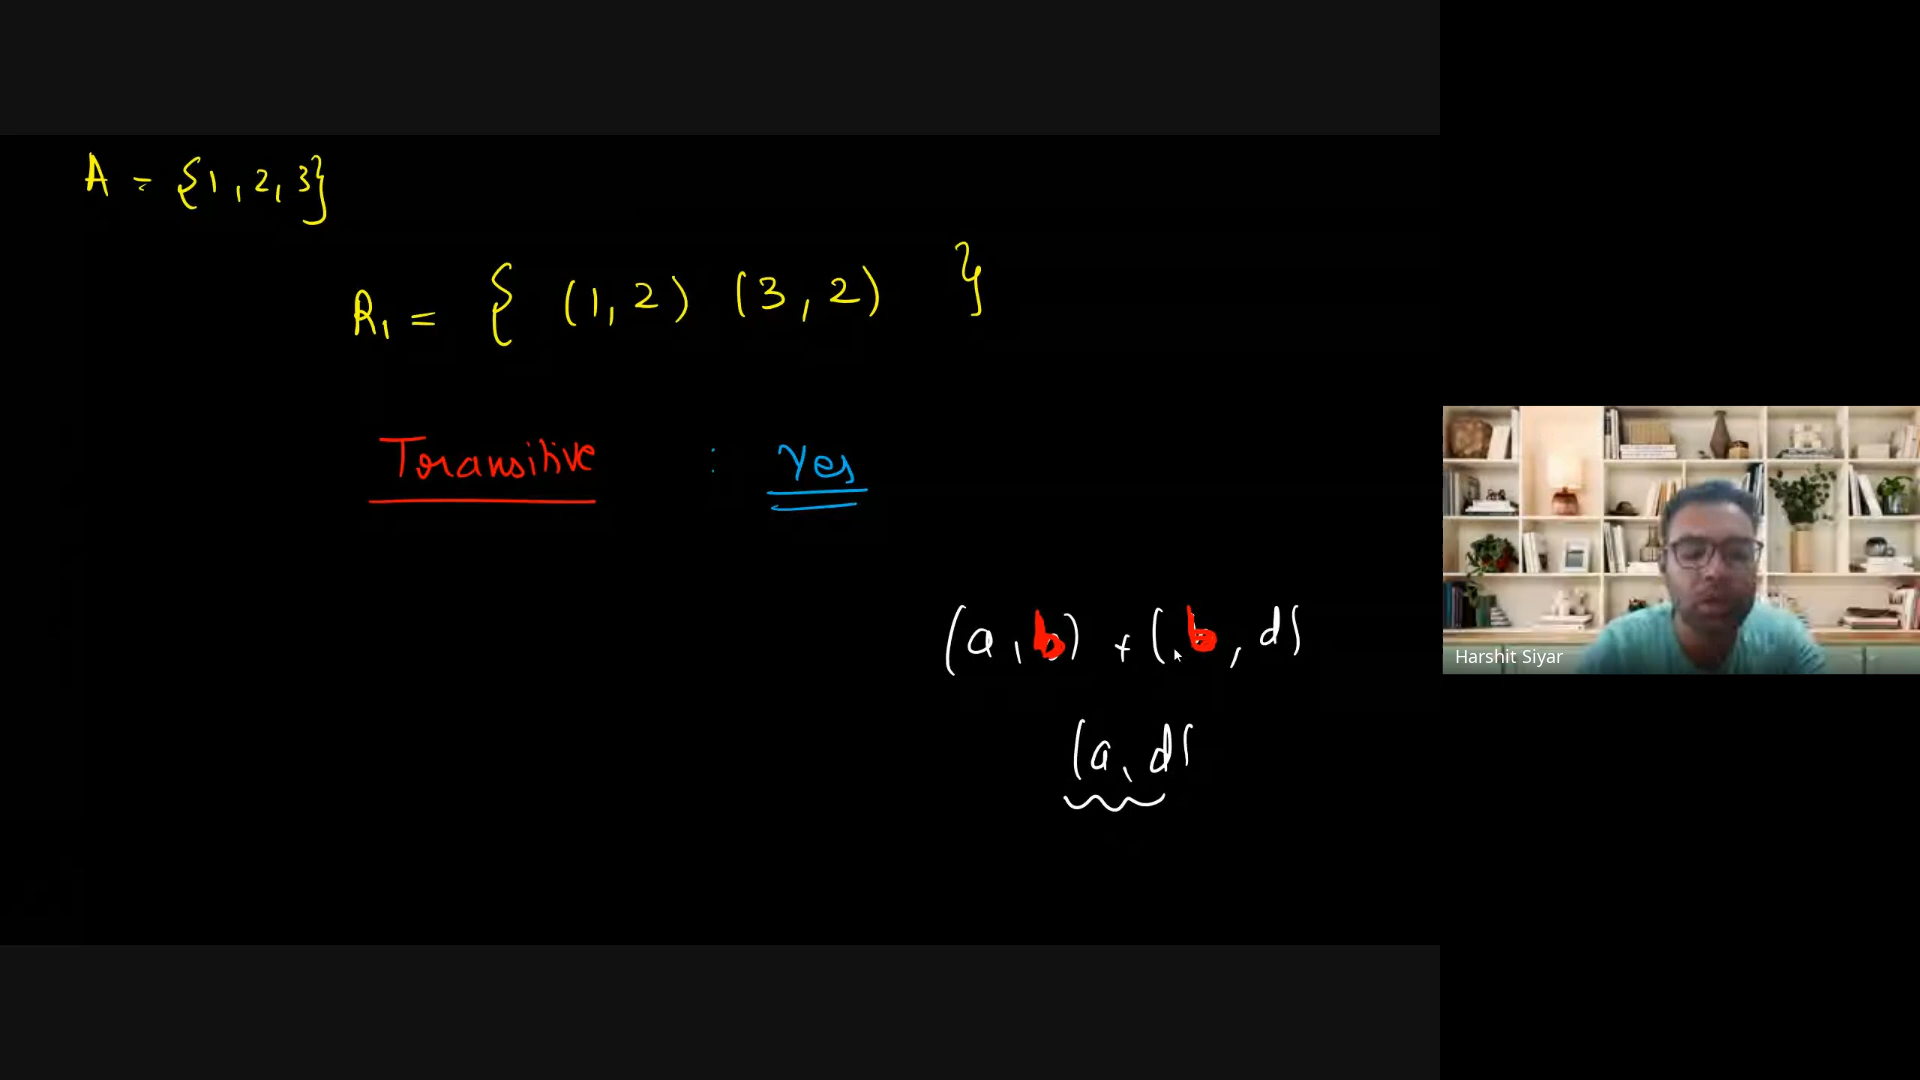 A = {1, 2, 3}
R₁ = { (1, 2) (3, 2) }
Transitive : Yes
(a, b) + (b, d)
(a, d)
Harshit Siyar